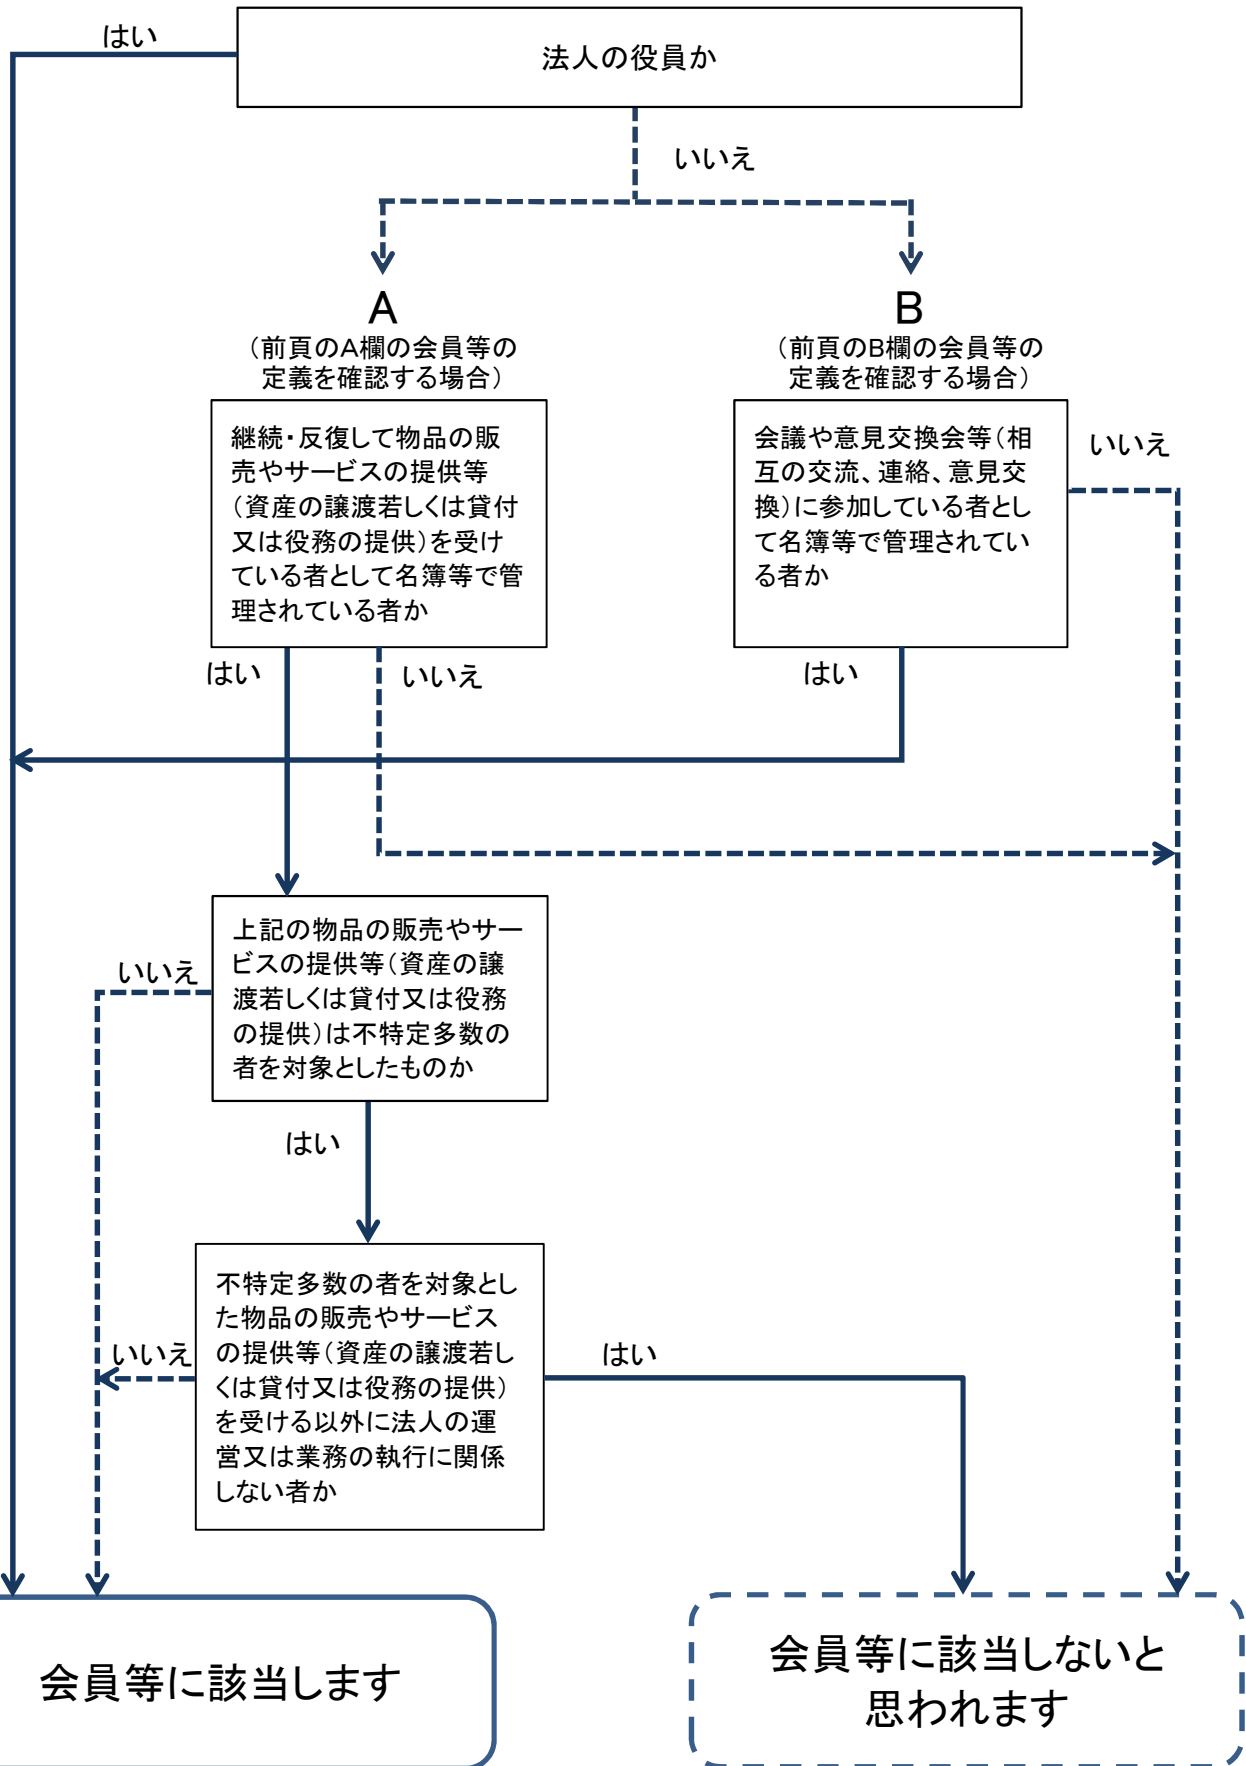 はい
法人の役員か
いいえ
A
（前頁のA欄の会員等の
定義を確認する場合）
B
（前頁のB欄の会員等の
定義を確認する場合）
継続・反復して物品の販
売やサービスの提供等
（資産の譲渡若しくは貸付
又は役務の提供）を受け
ている者として名簿等で管
理されている者か
会議や意見交換会等（相
互の交流、連絡、意見交
換）に参加している者とし
て名簿等で管理されてい
る者か
いいえ
はい
いいえ
はい
上記の物品の販売やサー
ビスの提供等（資産の譲
渡若しくは貸付又は役務
の提供）は不特定多数の
者を対象としたものか
いいえ
はい
不特定多数の者を対象とし
た物品の販売やサービス
の提供等（資産の譲渡若し
くは貸付又は役務の提供）
を受ける以外に法人の運
営又は業務の執行に関係
しない者か
いいえ
はい
会員等に該当します
会員等に該当しないと
思われます